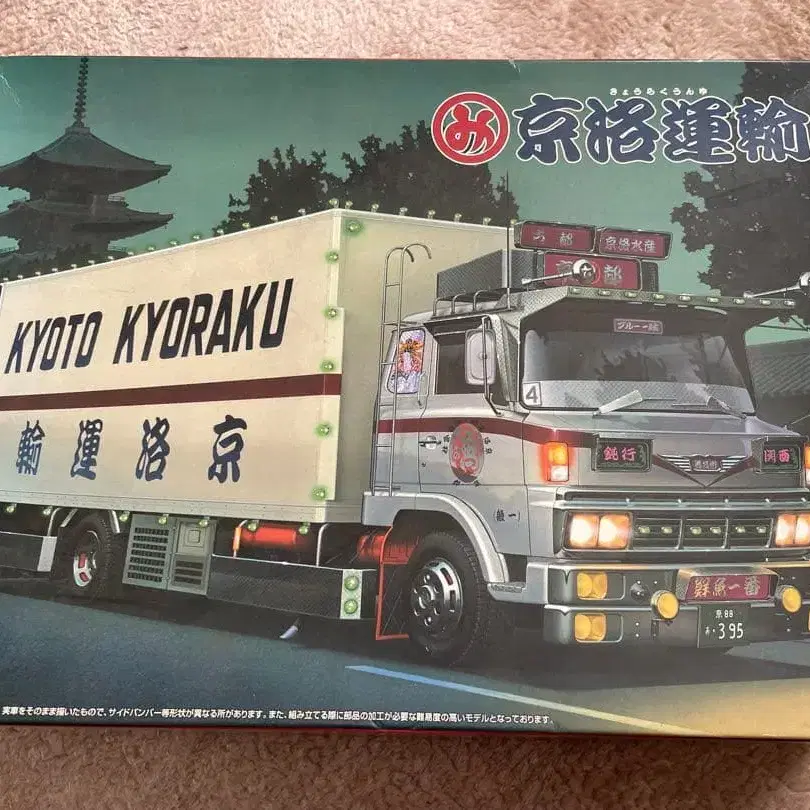 きょうらくうんゆ
み 京洛運輸
京都
京洛水産
都
ブルー一族
KYOTO KYORAKU
輸運洛京
4
鈍行
関西
(一般)
鮮魚一番
京88
395
実車をそのまま描いたもので、サイドバンパー等形状が異なる所があります。また、組み立てる際に部品の加工が必要な難易度の高いモデルとなっております。